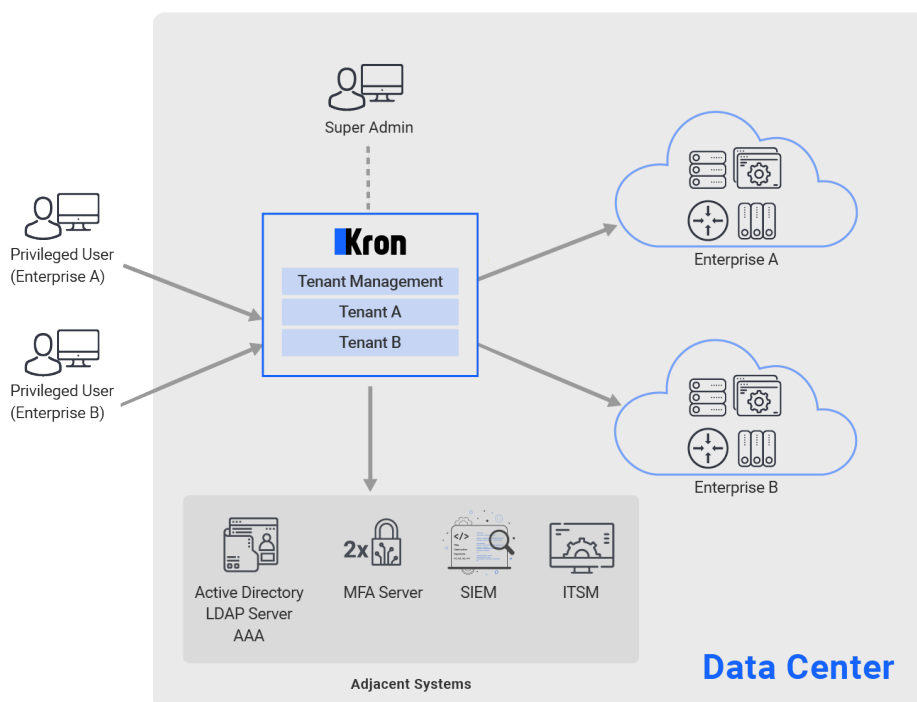 Super Admin
Privileged User
(Enterprise A)
Kron
Tenant Management
Tenant A
Tenant B
Enterprise A
Privileged User
(Enterprise B)
Enterprise B
2x
</>
Active Directory
LDAP Server
AAA
MFA Server
SIEM
ITSM
Adjacent Systems
Data Center